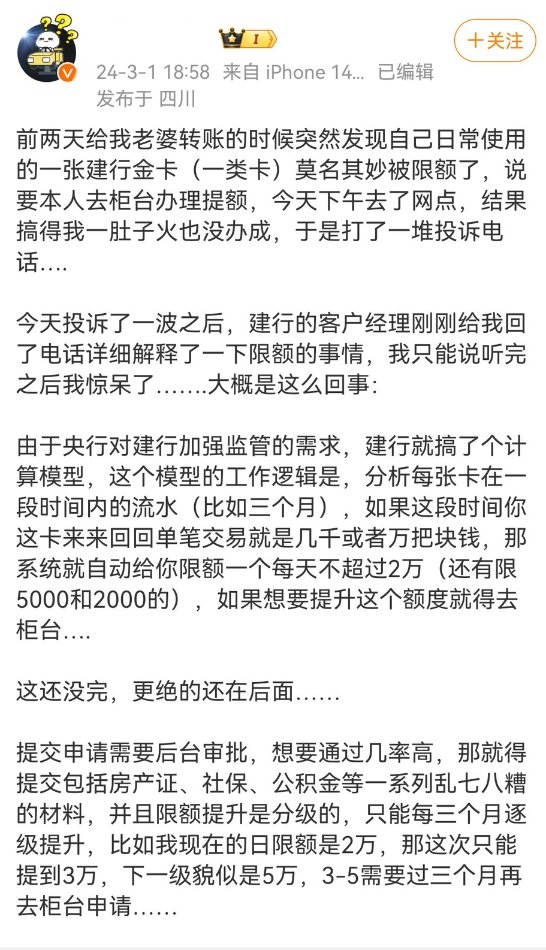 I
+关注
24-3-1 18:58 来自 iPhone 14... 已编辑
发布于 四川
前两天给我老婆转账的时候突然发现自己日常使用
的一张建行金卡（一类卡）莫名其妙被限额了，说
要本人去柜台办理提额，今天下午去了网点，结果
搞得我一肚子火也没办成，于是打了一堆投诉电
话....
今天投诉了一波之后，建行的客户经理刚刚给我回
了电话详细解释了一下限额的事情，我只能说听完
之后我惊呆了.......大概是这么回事：
由于央行对建行加强监管的需求，建行就搞了个计
算模型，这个模型的工作逻辑是，分析每张卡在一
段时间内的流水（比如三个月），如果这段时间你
这卡来来回回单笔交易就是几千或者万把块钱，那
系统就自动给你限额一个每天不超过2万（还有限
5000和2000的），如果想要提升这个额度就得去
柜台....
这还没完，更绝的还在后面......
提交申请需要后台审批，想要通过几率高，那就得
提交包括房产证、社保、公积金等一系列乱七八糟
的材料，并且限额提升是分级的，只能每三个月逐
级提升，比如我现在的日限额是2万，那这次只能
提到3万，下一级貌似是5万，3-5需要过三个月再
去柜台申请......